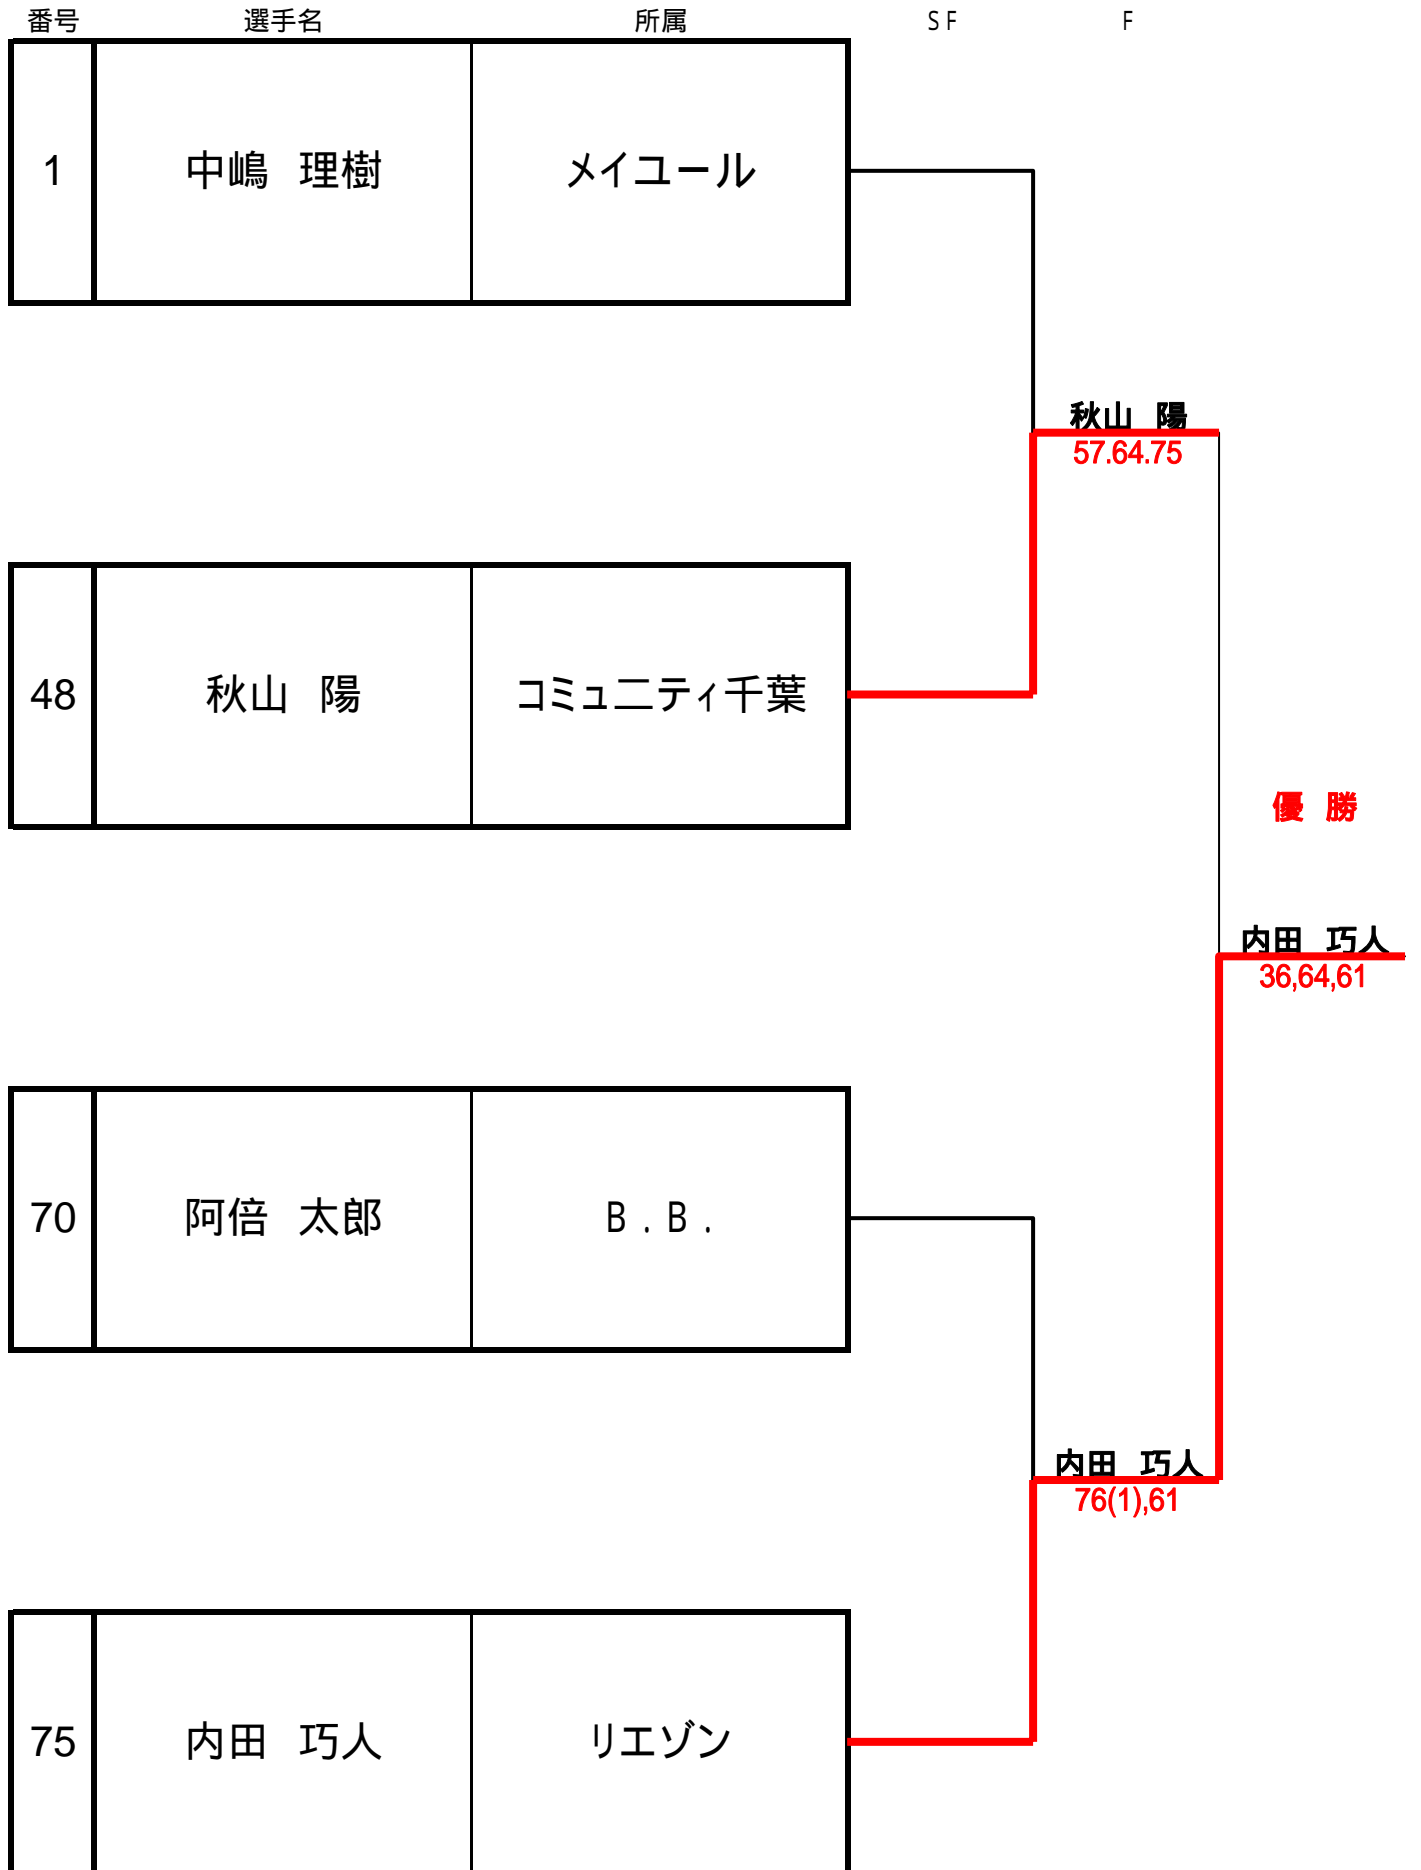 番号 選手名 所属 SF F
1 中嶋 理樹 メイユール
秋山 陽
57.64.75
48 秋山 陽 コミュニティ千葉
優 勝
内田 巧人
36,64,61
70 阿倍 太郎 B.B.
内田 巧人
76(1),61
75 内田 巧人 リエゾン